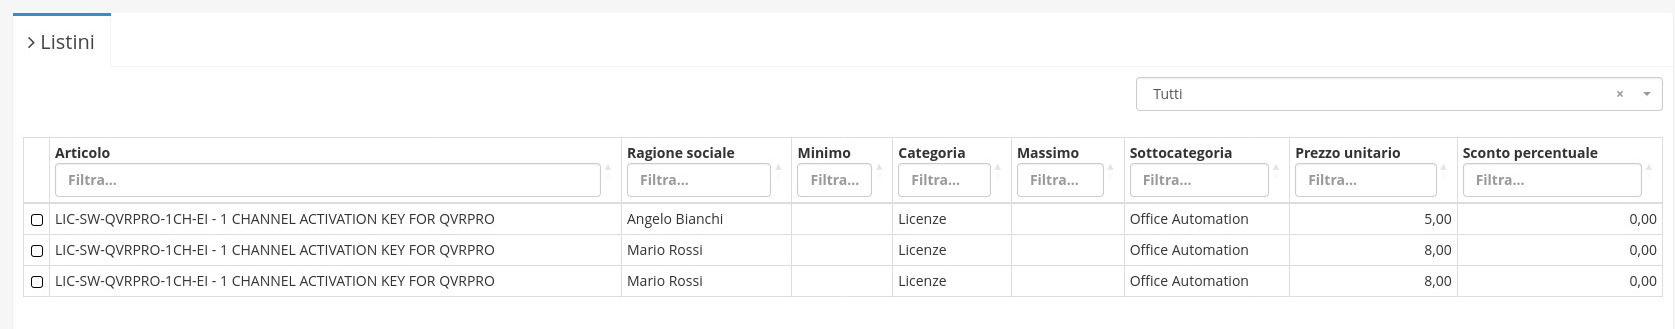 Listini
Tutti
Articolo Ragione sociale Minimo Categoria Massimo Sottocategoria Prezzo unitario Sconto percentuale
Filtra... Filtra... Filtra... Filtra... Filtra... Filtra... Filtra... Filtra...
LIC-SW-QVRPRO-1CH-EI - 1 CHANNEL ACTIVATION KEY FOR QVRPRO Angelo Bianchi Licenze Office Automation 5,00 0,00
LIC-SW-QVRPRO-1CH-EI - 1 CHANNEL ACTIVATION KEY FOR QVRPRO Mario Rossi Licenze Office Automation 8,00 0,00
LIC-SW-QVRPRO-1CH-EI - 1 CHANNEL ACTIVATION KEY FOR QVRPRO Mario Rossi Licenze Office Automation 8,00 0,00